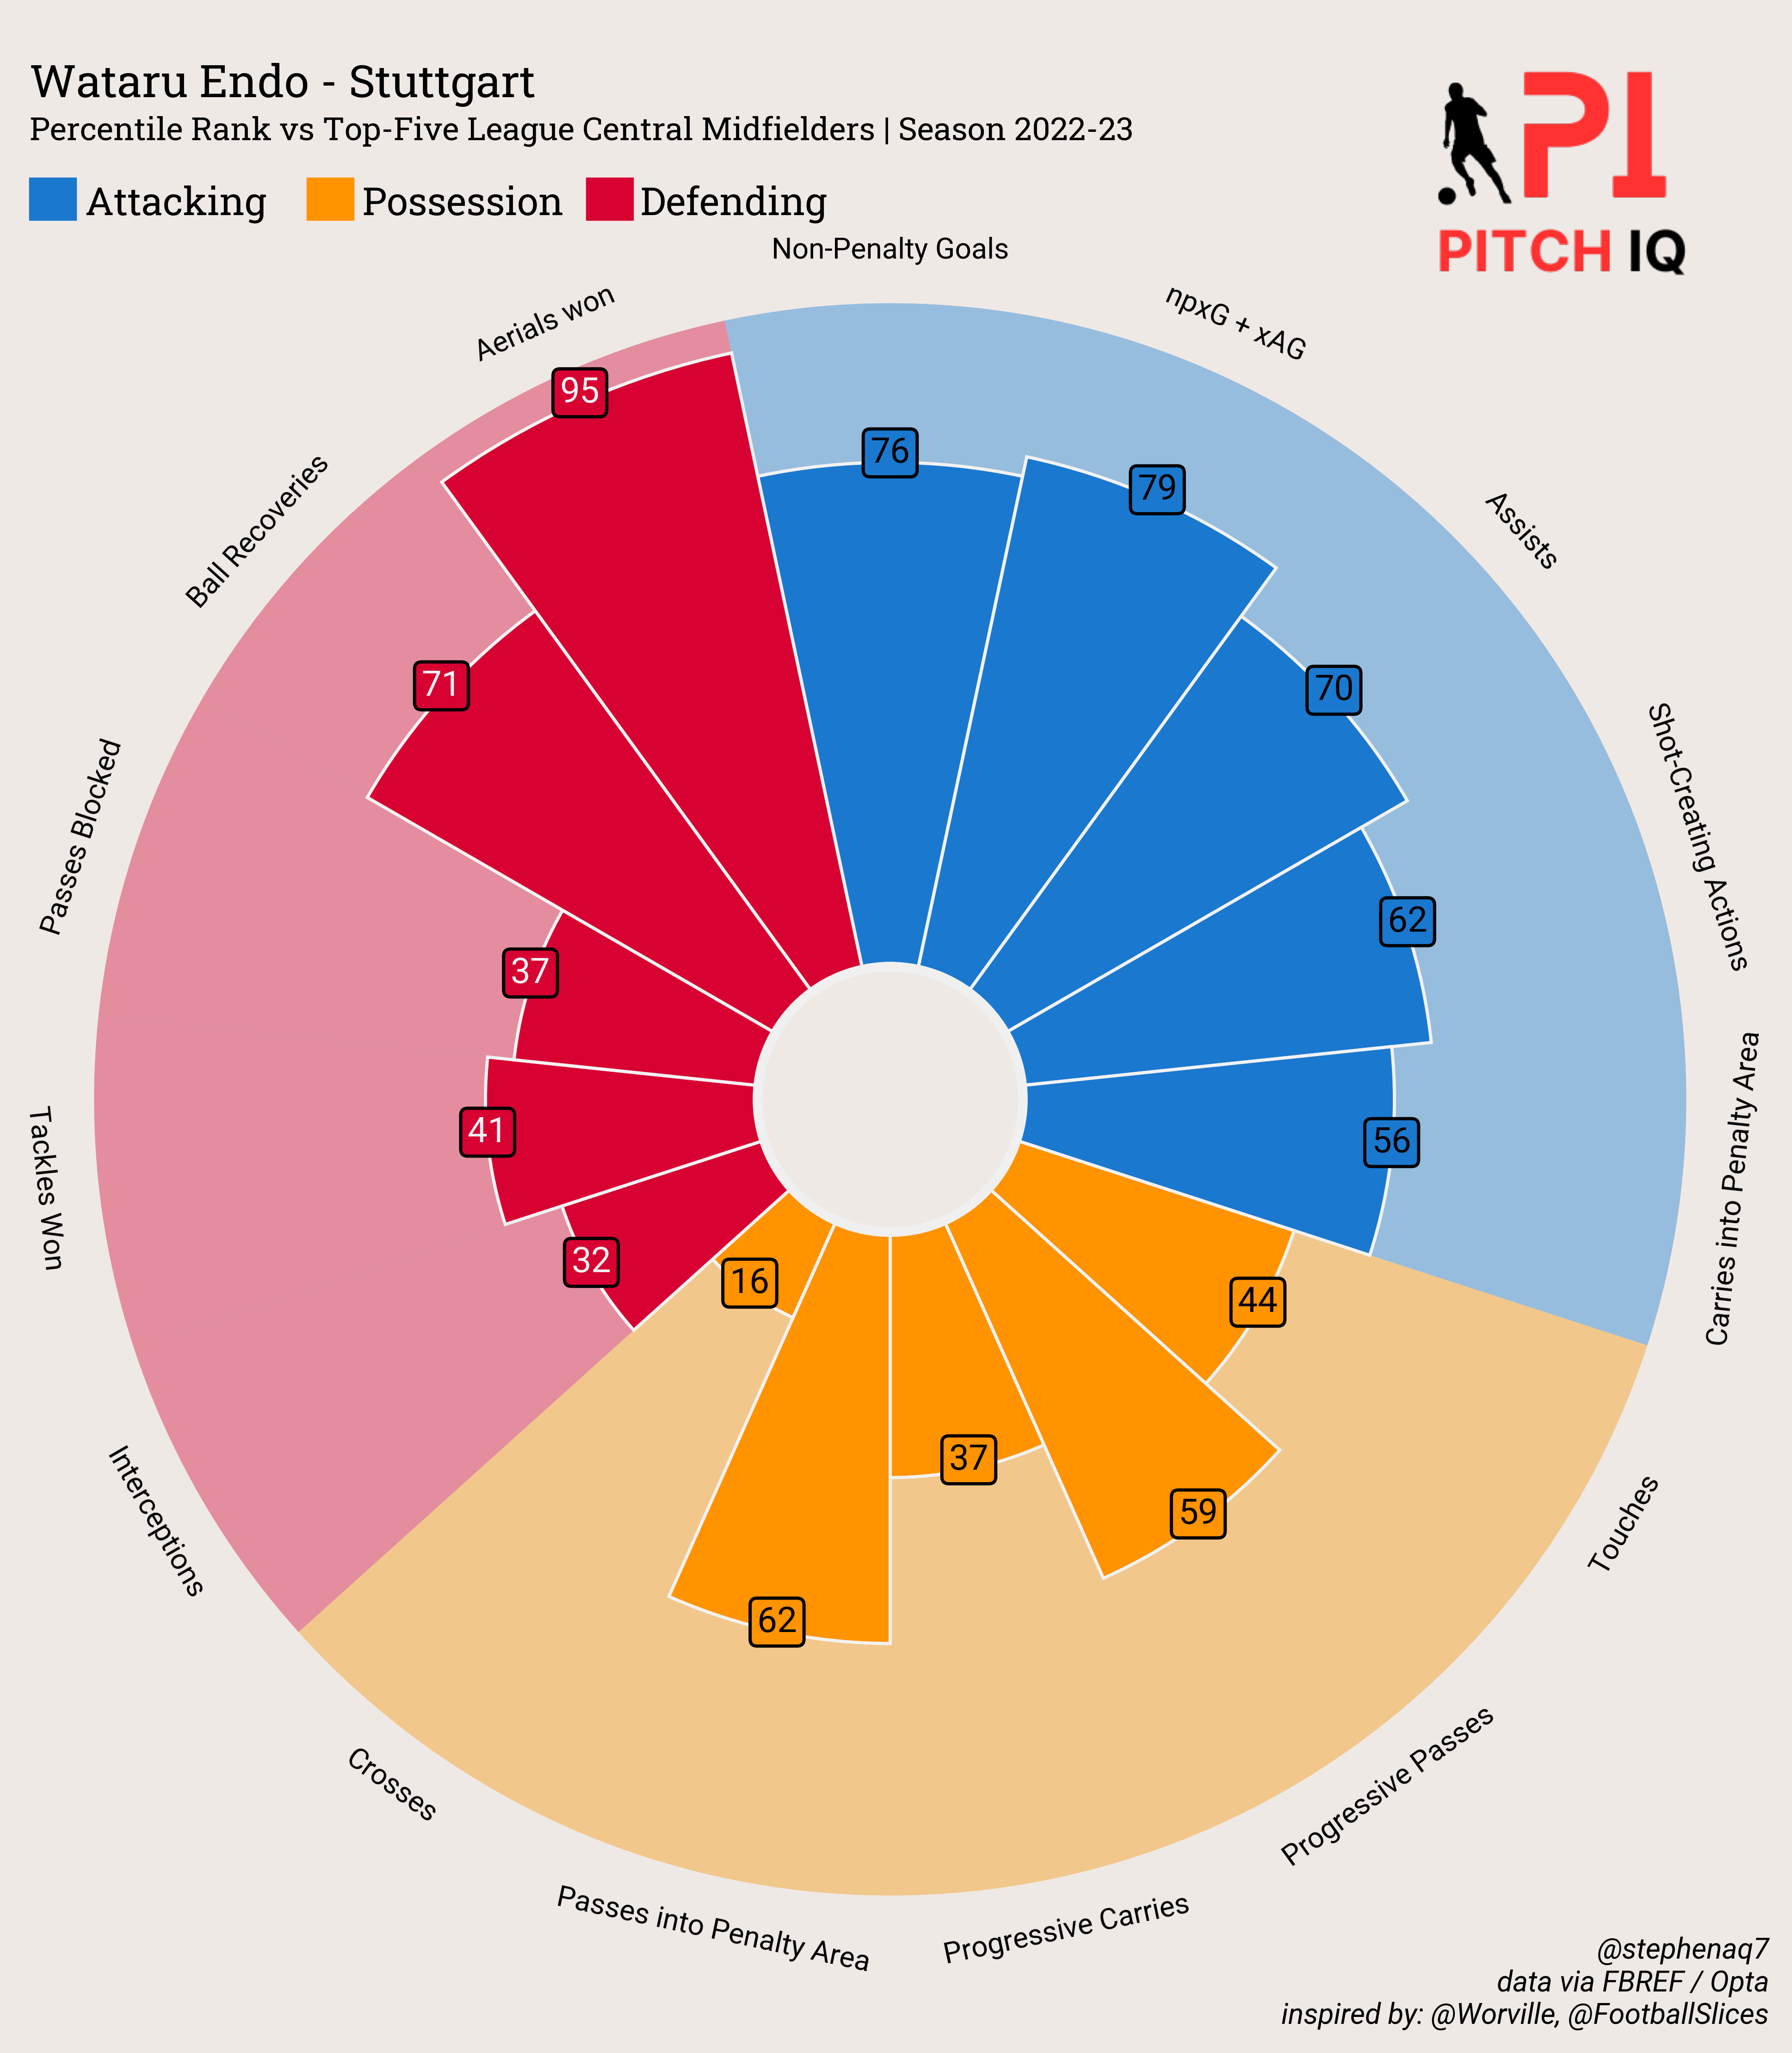 Wataru Endo - Stuttgart
Percentile Rank vs Top-Five League Central Midfielders | Season 2022-23
Attacking
Possession
Defending
PI
PITCH IQ
Non-Penalty Goals
npxG + xAG
Assists
Shot-Creating Actions
Carries into Penalty Area
Touches
Progressive Passes
Progressive Carries
Passes into Penalty Area
Crosses
Interceptions
Tackles Won
Passes Blocked
Ball Recoveries
Aerials won
76
79
70
62
56
44
59
37
62
16
32
41
37
71
95
@stephenaq7
data via FBREF / Opta
inspired by: @Worville, @FootballSlices